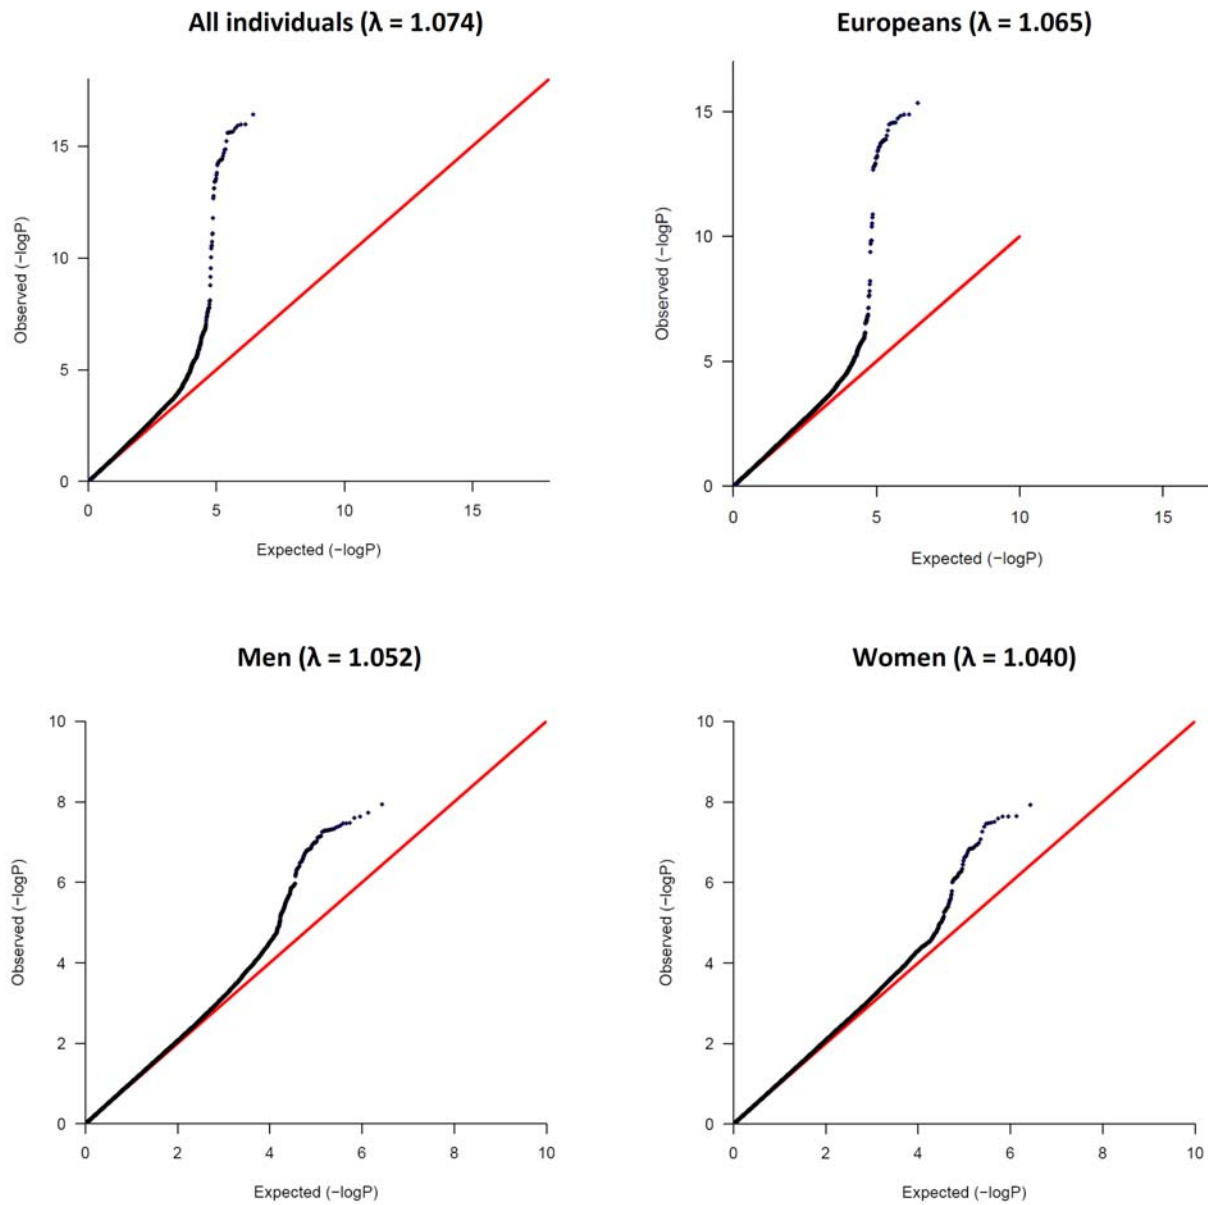 All individuals (λ = 1.074)
15
10
5
0
Observed (−logP)
0 5 10 15
Expected (−logP)
Europeans (λ = 1.065)
15
10
5
0
Observed (−logP)
0 5 10 15
Expected (−logP)
Men (λ = 1.052)
10
8
6
4
2
0
Observed (−logP)
0 2 4 6 8 10
Expected (−logP)
Women (λ = 1.040)
10
8
6
4
2
0
Observed (−logP)
0 2 4 6 8 10
Expected (−logP)